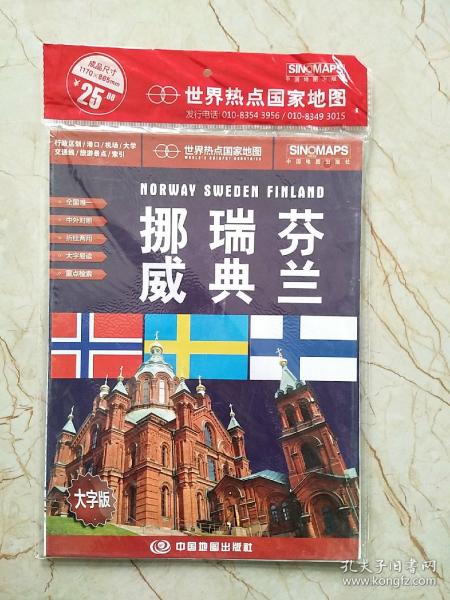 成品尺寸
1170×865mm
¥25.00
SINOMAPS
中国地图出版社
世界热点国家地图
发行电话:010-8354 3956 / 010-8349 3015
行政区划/港口/机场/大学
交通线/旅游景点/索引
世界热点国家地图
WORLD'S HOTSPOT COUNTRIES
SINOMAPS
中国地图出版社
NORWAY SWEDEN FINLAND
全国唯一
中外对照
折挂两用
大字易读
重点检索
挪 瑞 芬
威 典 兰
大字版
中国地图出版社
孔夫子旧书网
www.kongfz.com